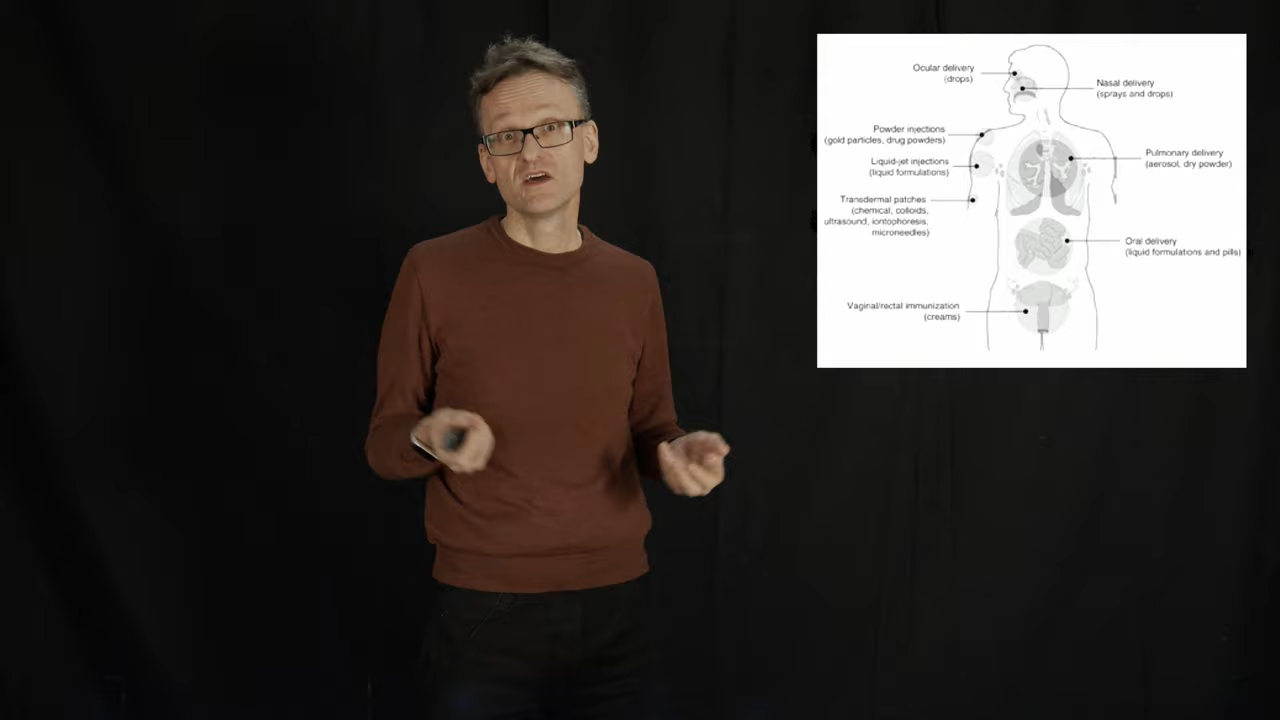 Ocular delivery
(drops)
Nasal delivery
(sprays and drops)
Powder injections
(gold particles, drug powders)
Liquid-jet injections
(liquid formulations)
Pulmonary delivery
(aerosol, dry powder)
Transdermal patches
(chemical, colloids,
ultrasound, iontophoresis,
microneedles)
Oral delivery
(liquid formulations and pills)
Vaginal/rectal immunization
(creams)